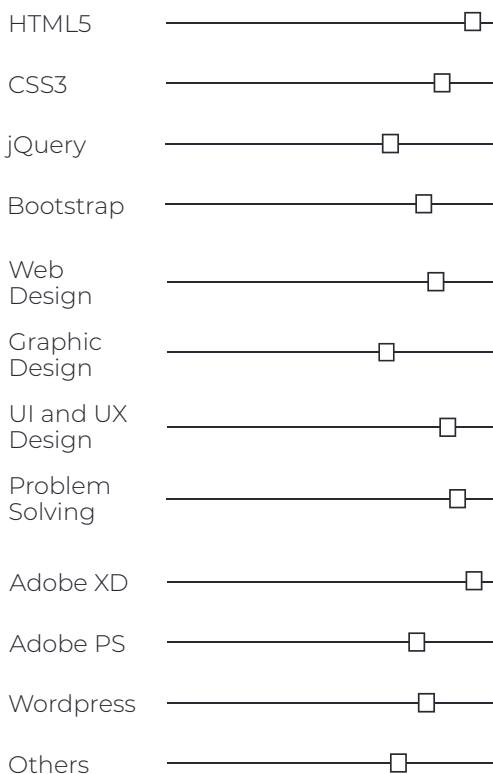 HTML5
CSS3
jQuery
Bootstrap
Web
Design
Graphic
Design
UI and UX
Design
Problem
Solving
Adobe XD
Adobe PS
Wordpress
Others